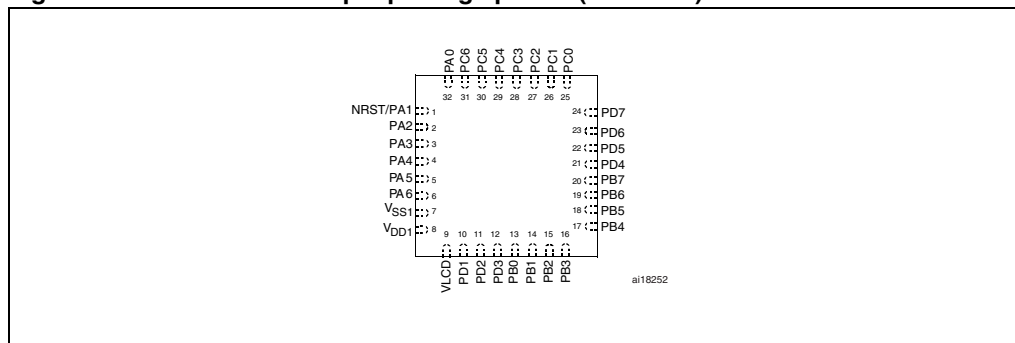 PA0 PC6 PC5 PC4 PC3 PC2 PC1 PC0
32 31 30 29 28 27 26 25
NRST/PA1 1
PA2 2
PA3 3
PA4 4
PA5 5
PA6 6
VSS1 7
VDD1 8
24 PD7
23 PD6
22 PD5
21 PD4
20 PB7
19 PB6
18 PB5
17 PB4
9 10 11 12 13 14 15 16
VLCD PD1 PD2 PD3 PB0 PB1 PB2 PB3
ai18252